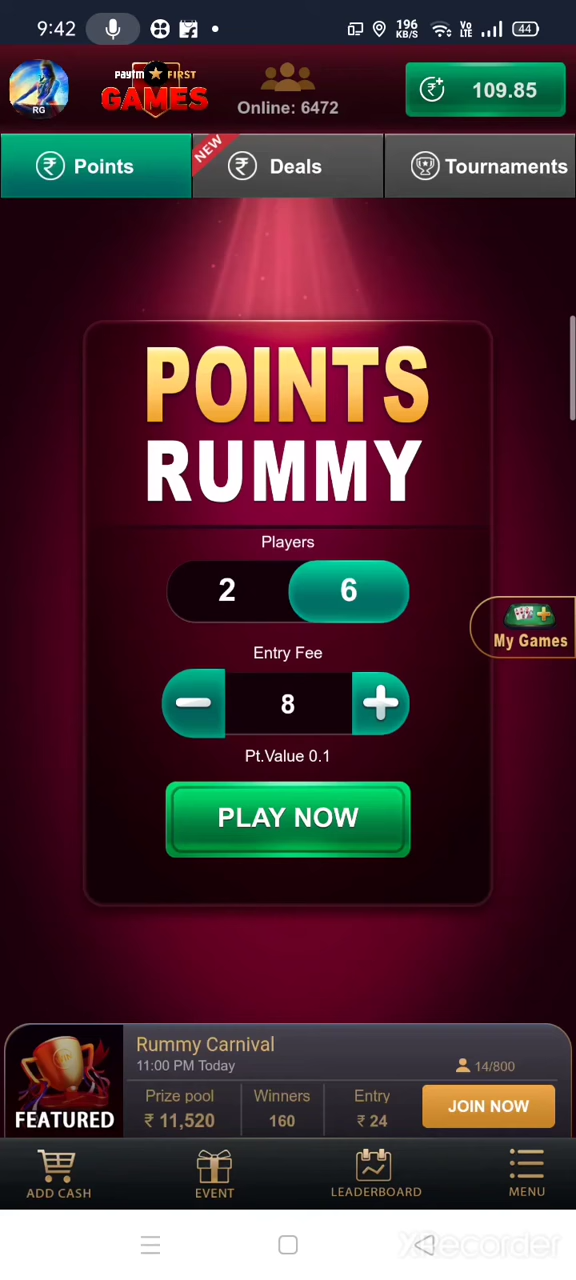 9:42
196
KB/S
Vo
LTE
44
RG
Paytm FIRST
GAMES
Online: 6472
109.85
Points
NEW
Deals
Tournaments
POINTS
RUMMY
Players
2
6
Entry Fee
8
Pt.Value 0.1
My Games
PLAY NOW
Rummy Carnival
11:00 PM Today
14/800
FEATURED
Prize pool
Winners
Entry
₹ 11,520
160
₹ 24
JOIN NOW
ADD CASH
EVENT
LEADERBOARD
MENU
XRecorder